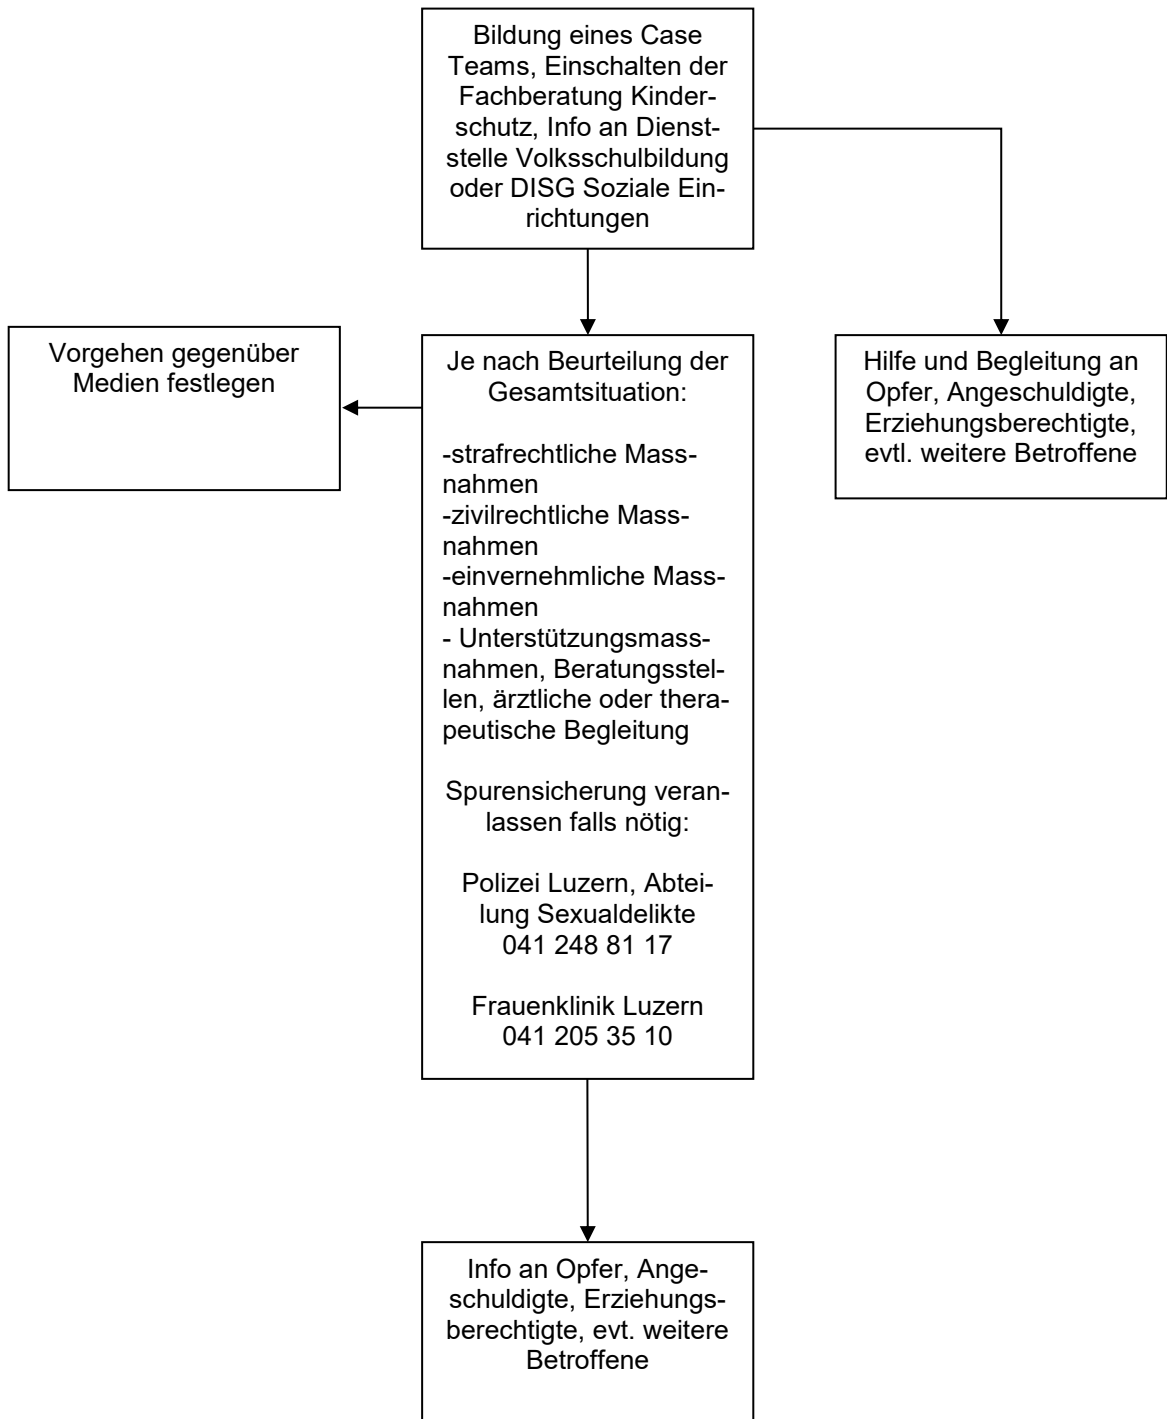 Bildung eines Case
Teams, Einschalten der
Fachberatung Kinder-
schutz, Info an Dienst-
stelle Volksschulbildung
oder DISG Soziale Ein-
richtungen
Vorgehen gegenüber
Medien festlegen
Je nach Beurteilung der
Gesamtsituation:
-strafrechtliche Mass-
nahmen
-zivilrechtliche Mass-
nahmen
-einvernehmliche Mass-
nahmen
- Unterstützungsmass-
nahmen, Beratungsstel-
len, ärztliche oder thera-
peutische Begleitung
Spurensicherung veran-
lassen falls nötig:
Polizei Luzern, Abtei-
lung Sexualdelikte
041 248 81 17
Frauenklinik Luzern
041 205 35 10
Hilfe und Begleitung an
Opfer, Angeschuldigte,
Erziehungsberechtigte,
evtl. weitere Betroffene
Info an Opfer, Ange-
schuldigte, Erziehungs-
berechtigte, evt. weitere
Betroffene